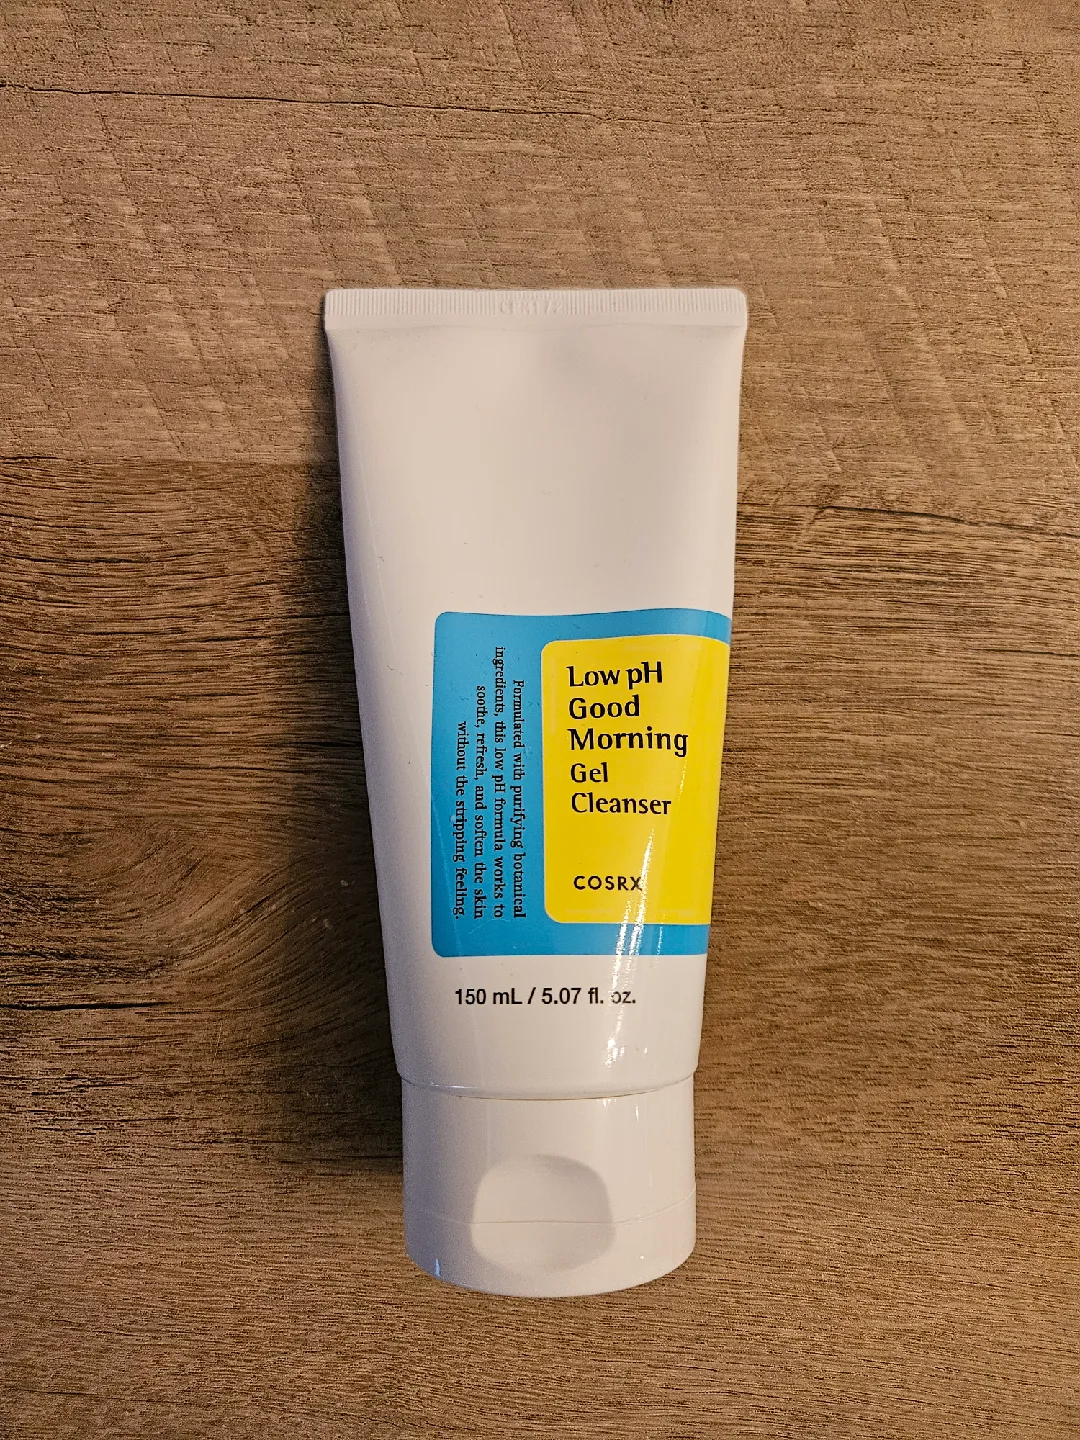 Low pH
Good
Morning
Gel
Cleanser
COSRX
Formulated with purifying botanical
ingredients, this low pH formula works to
soothe, refresh, and soften the skin
without the stripping feeling.
150 mL / 5.07 fl. oz.